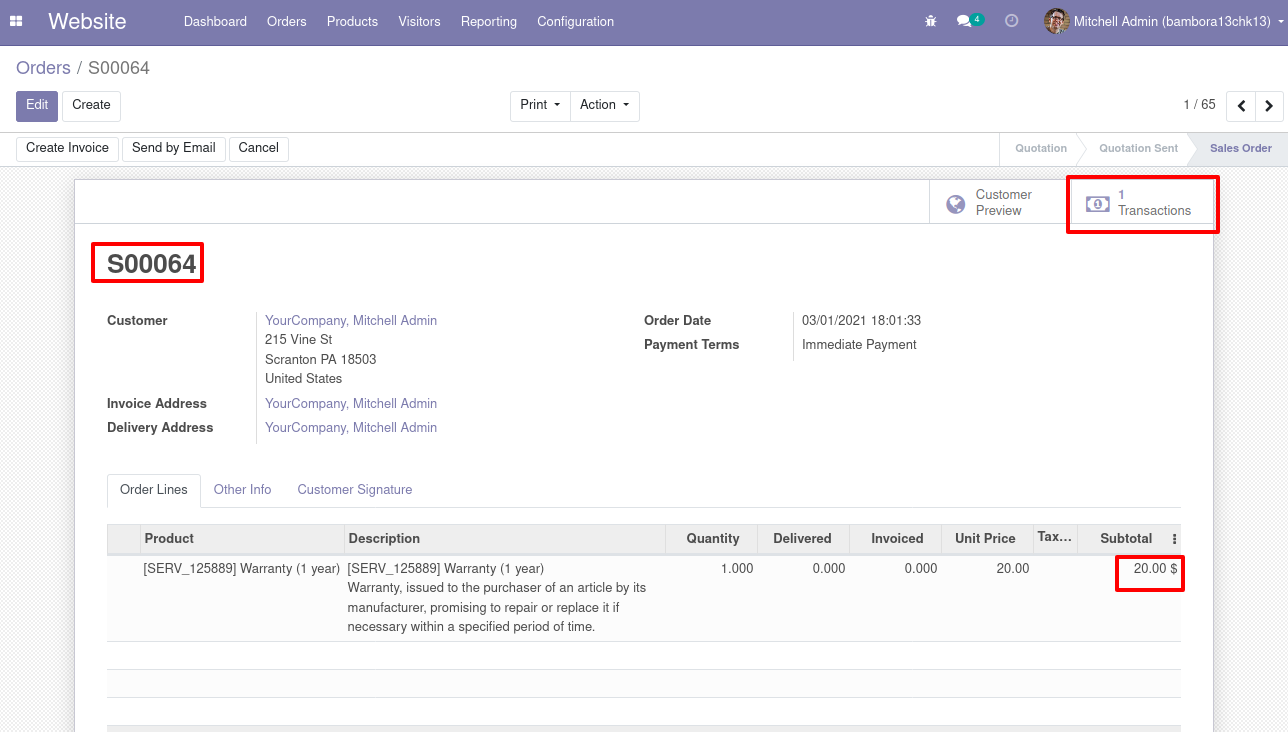 Website Dashboard Orders Products Visitors Reporting Configuration 4 Mitchell Admin (bambora13chk13)
Orders / S00064
Edit Create Print Action 1 / 65
Create Invoice Send by Email Cancel Quotation Quotation Sent Sales Order
Customer Preview
1 Transactions
S00064
Customer YourCompany, Mitchell Admin
215 Vine St
Scranton PA 18503
United States
Invoice Address YourCompany, Mitchell Admin
Delivery Address YourCompany, Mitchell Admin
Order Date 03/01/2021 18:01:33
Payment Terms Immediate Payment
Order Lines Other Info Customer Signature
Product Description Quantity Delivered Invoiced Unit Price Tax... Subtotal
[SERV_125889] Warranty (1 year) [SERV_125889] Warranty (1 year) 1.000 0.000 0.000 20.00 20.00 $
Warranty, issued to the purchaser of an article by its
manufacturer, promising to repair or replace it if
necessary within a specified period of time.